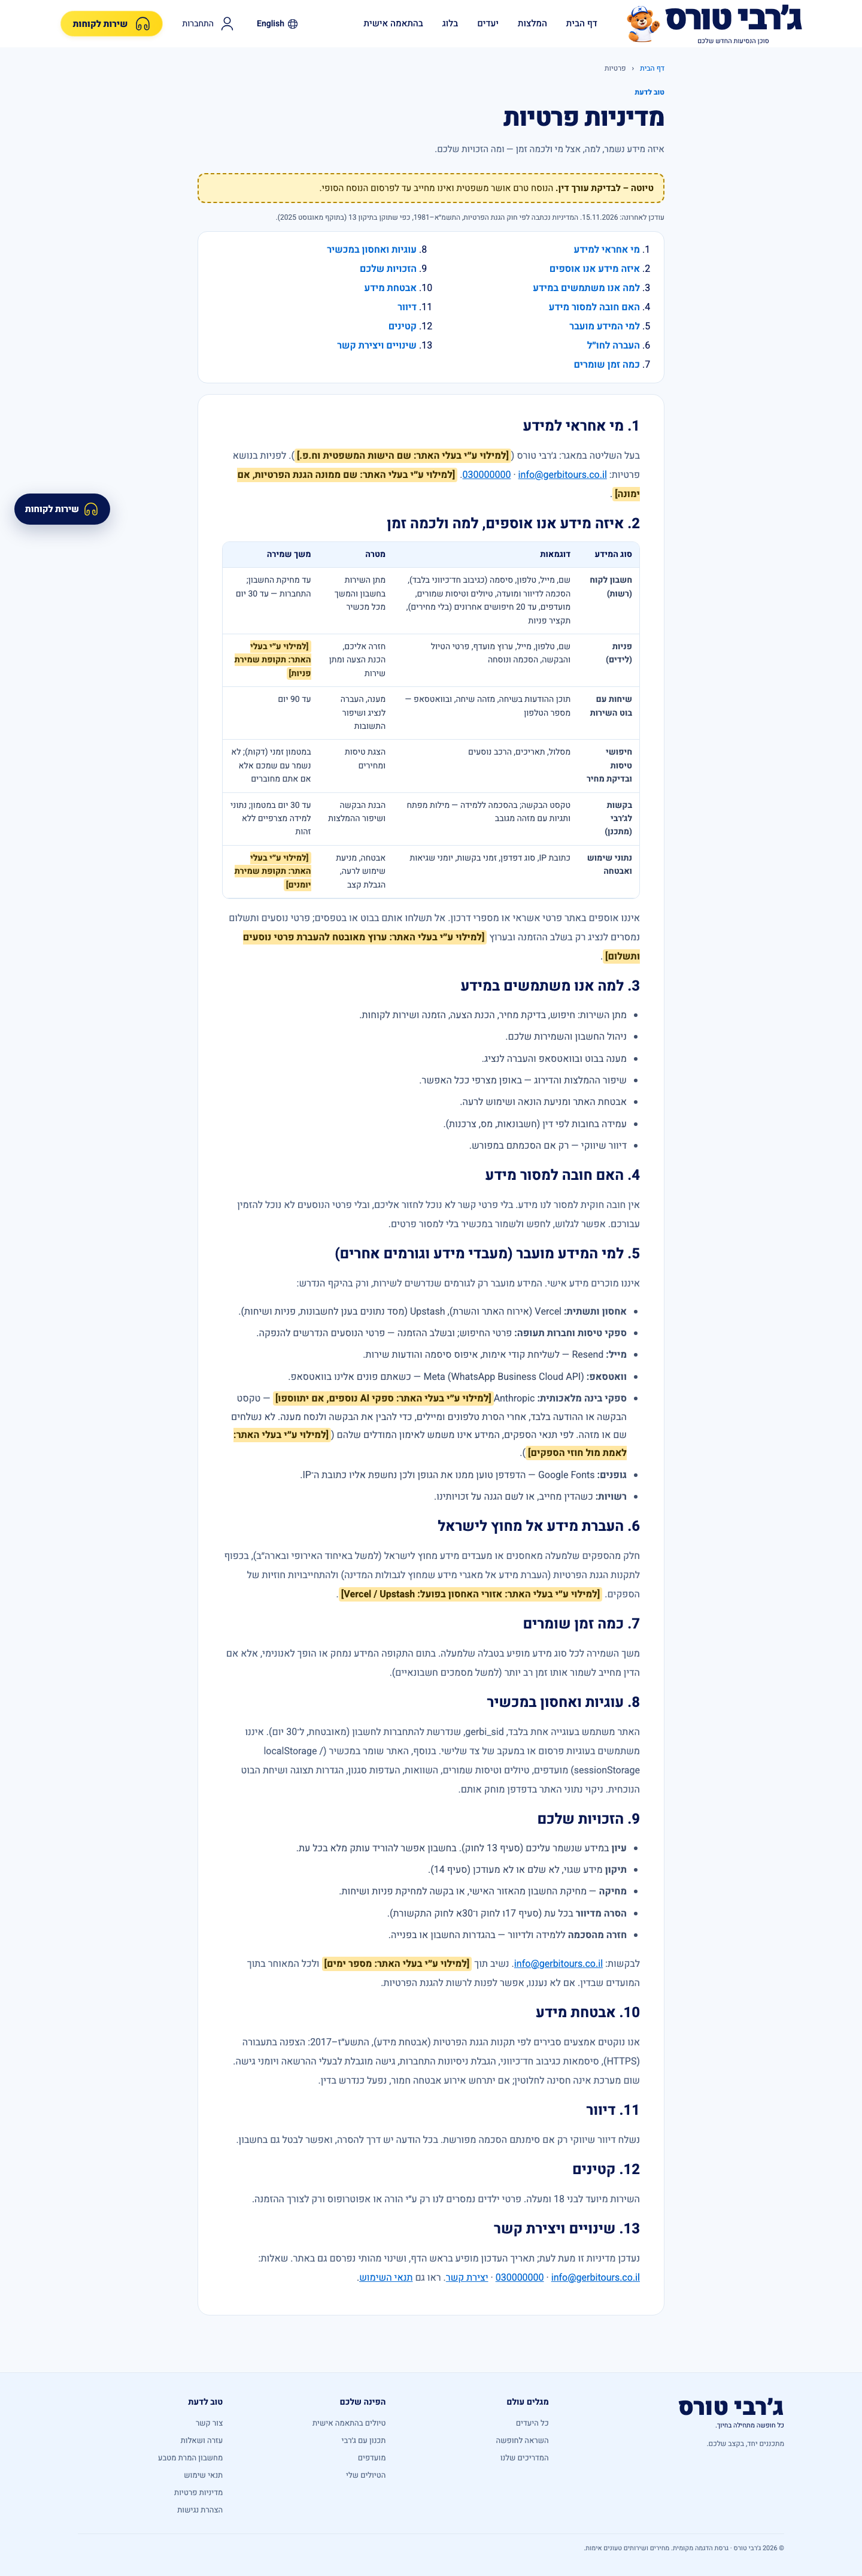 ג׳רבי טורס
סוכן הנסיעות החדש שלכם
דף הבית
המלצות
יעדים
בלוג
בהתאמה אישית
English
התחברות
שירות לקוחות
דף הבית › פרטיות
טוב לדעת
מדיניות פרטיות
איזה מידע נשמר, למה, אצל מי ולכמה זמן — ומה הזכויות שלכם.
טיוטה – לבדיקת עורך דין. הנוסח טרם אושר משפטית ואינו מחייב עד לפרסום הנוסח הסופי.
עודכן לאחרונה: 15.11.2026. המדיניות נכתבה לפי חוק הגנת הפרטיות, התשמ״א–1981, כפי שתוקן בתיקון 13 (בתוקף מאוגוסט 2025).
1. מי אחראי למידע
2. איזה מידע אנו אוספים
3. למה אנו משתמשים במידע
4. האם חובה למסור מידע
5. למי המידע מועבר
6. העברה לחו״ל
7. כמה זמן שומרים
8. עוגיות ואחסון במכשיר
9. הזכויות שלכם
10. אבטחת מידע
11. דיוור
12. קטינים
13. שינויים ויצירת קשר
1. מי אחראי למידע
בעל השליטה במאגר: ג׳רבי טורס ([למילוי ע״י בעלי האתר: שם הישות המשפטית וח.פ.]). לפניות בנושא
פרטיות: info@gerbitours.co.il · 030000000. [למילוי ע״י בעלי האתר: שם ממונה הגנת הפרטיות, אם
ימונה].
שירות לקוחות
2. איזה מידע אנו אוספים, למה ולכמה זמן
סוג המידע
דוגמאות
מטרה
משך שמירה
חשבון לקוח
(רשות)
שם, מייל, טלפון, סיסמה (כגיבוב חד־כיווני בלבד),
הסכמה לדיוור ומועדה, טיולים וטיסות שמורים,
מועדפים, עד 20 חיפושים אחרונים (בלי מחירים),
תקציר פניות
מתן השירות
בחשבון והמשך
מכל מכשיר
עד מחיקת החשבון;
התחברות — עד 30 יום
פניות
(לידים)
שם, טלפון, מייל, ערוץ מועדף, פרטי הטיול
והבקשה, הסכמה ונוסחה
חזרה אליכם,
הכנת הצעה ומתן
שירות
[למילוי ע״י בעלי
האתר: תקופת שמירת
פניות]
שיחות עם
בוט השירות
תוכן ההודעות בשיחה, מזהה שיחה, ובוואטסאפ —
מספר הטלפון
מענה, העברה
לנציג ושיפור
התשובות
עד 90 יום
חיפושי
טיסות
ובדיקת מחיר
מסלול, תאריכים, הרכב נוסעים
הצגת טיסות
ומחירים
במטמון זמני (דקות); לא
נשמר עם שמכם אלא
אם אתם מחוברים
בקשות
לג׳רבי
(מתכנן)
טקסט הבקשה; בהסכמה ללמידה — מילות מפתח
ותגיות עם מזהה מגובב
הבנת הבקשה
ושיפור ההמלצות
עד 30 יום במטמון; נתוני
למידה מצרפיים ללא
זהות
נתוני שימוש
ואבטחה
כתובת IP, סוג דפדפן, זמני בקשות, יומני שגיאות
אבטחה, מניעת
שימוש לרעה,
הגבלת קצב
[למילוי ע״י בעלי
האתר: תקופת שמירת
יומנים]
איננו אוספים באתר פרטי אשראי או מספרי דרכון. אל תשלחו אותם בבוט או בטפסים; פרטי נוסעים ותשלום
נמסרים לנציג רק בשלב ההזמנה ובערוץ [למילוי ע״י בעלי האתר: ערוץ מאובטח להעברת פרטי נוסעים
ותשלום].
3. למה אנו משתמשים במידע
• מתן השירות: חיפוש, בדיקת מחיר, הכנת הצעה, הזמנה ושירות לקוחות.
• ניהול החשבון והשמירות שלכם.
• מענה בבוט ובוואטסאפ והעברה לנציג.
• שיפור ההמלצות והדירוג — באופן מצרפי ככל האפשר.
• אבטחת האתר ומניעת הונאה ושימוש לרעה.
• עמידה בחובות לפי דין (חשבונאות, מס, צרכנות).
• דיוור שיווקי — רק אם הסכמתם במפורש.
4. האם חובה למסור מידע
אין חובה חוקית למסור לנו מידע. בלי פרטי קשר לא נוכל לחזור אליכם, ובלי פרטי הנוסעים לא נוכל להזמין
עבורכם. אפשר לגלוש, לחפש ולשמור במכשיר בלי למסור פרטים.
5. למי המידע מועבר (מעבדי מידע וגורמים אחרים)
איננו מוכרים מידע אישי. המידע מועבר רק לגורמים שנדרשים לשירות, ורק בהיקף הנדרש:
• אחסון ותשתית: Vercel (אירוח האתר והשרת), Upstash (מסד נתונים בענן לחשבונות, פניות ושיחות).
• ספקי טיסות וחברות תעופה: פרטי החיפוש; ובשלב ההזמנה — פרטי הנוסעים הנדרשים להנפקה.
• מייל: Resend — לשליחת קודי אימות, איפוס סיסמה והודעות שירות.
• וואטסאפ: Meta (WhatsApp Business Cloud API) — כשאתם פונים אלינו בוואטסאפ.
• ספקי בינה מלאכותית: Anthropic [למילוי ע״י בעלי האתר: ספקי AI נוספים, אם יתווספו] — טקסט
הבקשה או ההודעה בלבד, אחרי הסרת טלפונים ומיילים, כדי להבין את הבקשה ולנסח מענה. לא נשלחים
שם או מזהה. לפי תנאי הספקים, המידע אינו משמש לאימון המודלים שלהם ([למילוי ע״י בעלי האתר:
לאמת מול חוזי הספקים]).
• גופנים: Google Fonts — הדפדפן טוען ממנו את הגופן ולכן נחשפת אליו כתובת ה־IP.
• רשויות: כשהדין מחייב, או לשם הגנה על זכויותינו.
6. העברת מידע אל מחוץ לישראל
חלק מהספקים שלמעלה מאחסנים או מעבדים מידע מחוץ לישראל (למשל באיחוד האירופי ובארה״ב), בכפוף
לתקנות הגנת הפרטיות (העברת מידע אל מאגרי מידע שמחוץ לגבולות המדינה) ולהתחייבויות חוזיות של
הספקים. [למילוי ע״י בעלי האתר: אזורי האחסון בפועל: Vercel / Upstash].
7. כמה זמן שומרים
משך השמירה לכל סוג מידע מופיע בטבלה שלמעלה. בתום התקופה המידע נמחק או הופך לאנונימי, אלא אם
הדין מחייב לשמור אותו זמן רב יותר (למשל מסמכים חשבונאיים).
8. עוגיות ואחסון במכשיר
האתר משתמש בעוגייה אחת בלבד, gerbi_sid, שנדרשת להתחברות לחשבון (מאובטחת, ל־30 יום). איננו
משתמשים בעוגיות פרסום או במעקב של צד שלישי. בנוסף, האתר שומר במכשיר (localStorage /
sessionStorage) מועדפים, טיולים וטיסות שמורים, השוואות, העדפות סגנון, הגדרות תצוגה ושיחת הבוט
הנוכחית. ניקוי נתוני האתר בדפדפן מוחק אותם.
9. הזכויות שלכם
• עיון במידע שנשמר עליכם (סעיף 13 לחוק). בחשבון אפשר להוריד עותק מלא בכל עת.
• תיקון מידע שגוי, לא שלם או לא מעודכן (סעיף 14).
• מחיקה — מחיקת החשבון מהאזור האישי, או בקשה למחיקת פניות ושיחות.
• הסרה מדיוור בכל עת (סעיף 17ו לחוק ו־30א לחוק התקשורת).
• חזרה מהסכמה ללמידה ולדיוור — בהגדרות החשבון או בפנייה.
לבקשות: info@gerbitours.co.il. נשיב תוך [למילוי ע״י בעלי האתר: מספר ימים] ולכל המאוחר בתוך
המועדים שבדין. אם לא נענינו, אפשר לפנות לרשות להגנת הפרטיות.
10. אבטחת מידע
אנו נוקטים אמצעים סבירים לפי תקנות הגנת הפרטיות (אבטחת מידע), התשע״ז–2017: הצפנה בתעבורה
(HTTPS), סיסמאות כגיבוב חד־כיווני, הגבלת ניסיונות התחברות, גישה מוגבלת לבעלי ההרשאה ויומני גישה.
שום מערכת אינה חסינה לחלוטין; אם יתרחש אירוע אבטחה חמור, נפעל כנדרש בדין.
11. דיוור
נשלח דיוור שיווקי רק אם סימנתם הסכמה מפורשת. בכל הודעה יש דרך להסרה, ואפשר לבטל גם בחשבון.
12. קטינים
השירות מיועד לבני 18 ומעלה. פרטי ילדים נמסרים לנו רק ע״י הורה או אפוטרופוס ורק לצורך ההזמנה.
13. שינויים ויצירת קשר
נעדכן מדיניות זו מעת לעת; תאריך העדכון מופיע בראש הדף, ושינוי מהותי נפרסם גם באתר. שאלות:
info@gerbitours.co.il · 030000000 · יצירת קשר. ראו גם תנאי השימוש.
ג׳רבי טורס
כל חופשה מתחילה בחיוך.
מתכננים יחד, בקצב שלכם.
מגלים עולם
כל היעדים
השראה לחופשה
המדריכים שלנו
הפינה שלכם
טיולים בהתאמה אישית
תכנון עם ג׳רבי
מועדפים
הטיולים שלי
טוב לדעת
צור קשר
עזרה ושאלות
מחשבון המרת מטבע
תנאי שימוש
מדיניות פרטיות
הצהרת נגישות
© 2026 ג׳רבי טורס · גרסת הדגמה מקומית. מחירים ושירותים טעונים אימות.